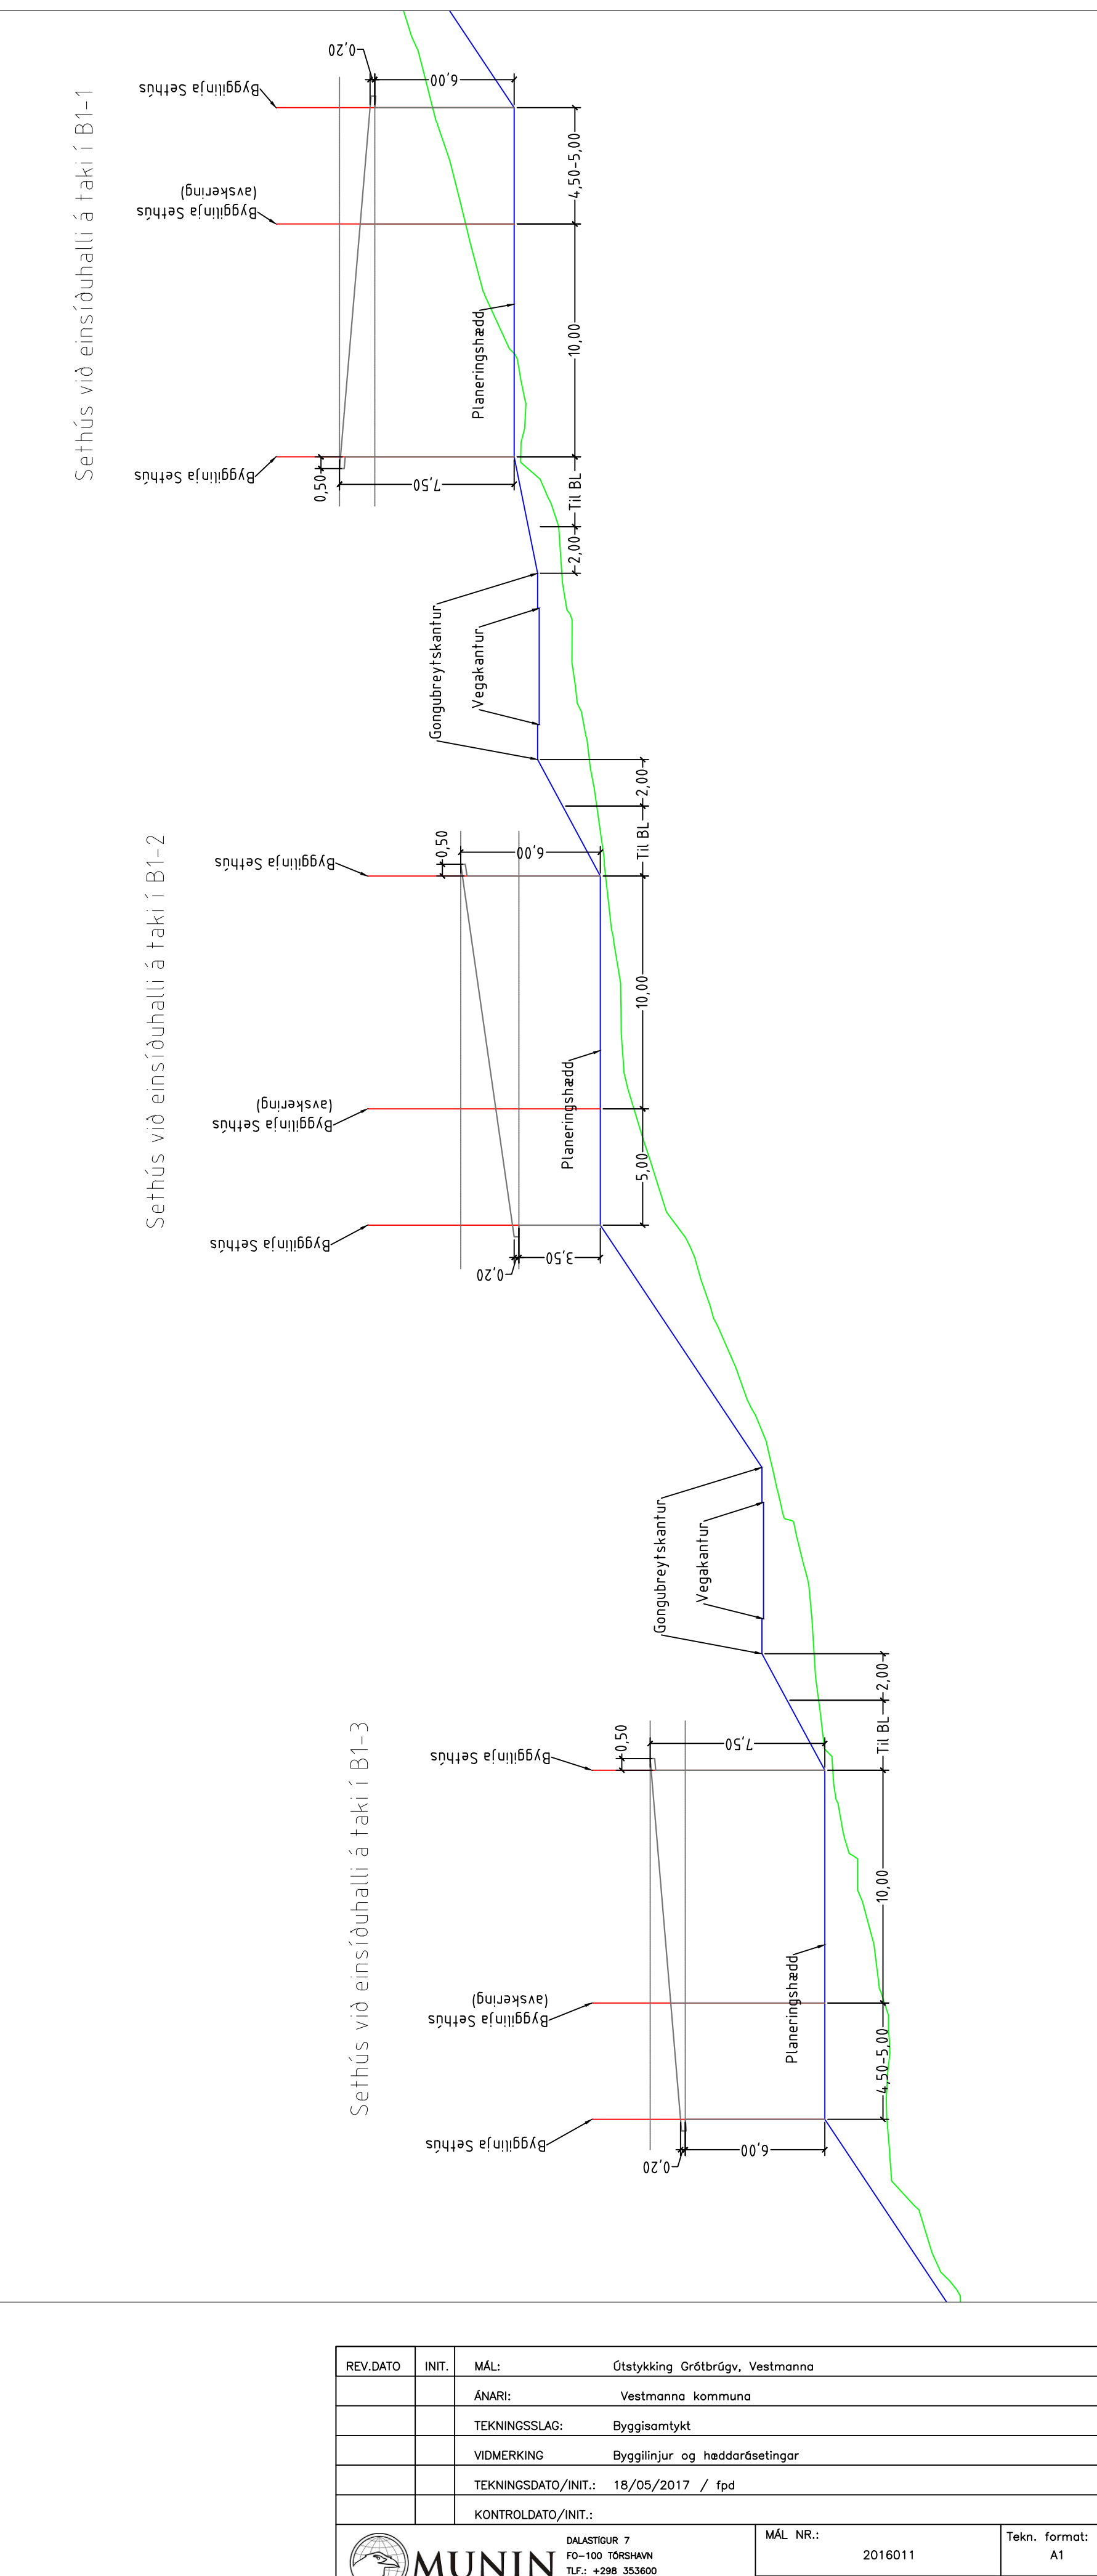 Sethús við einsíðuhalli á taki í B1-1
Byggilinja Sethús
Byggilinja Sethús
(avskering)
Byggilinja Sethús
0,20
6,00
4,50-5,00
10,00
Planeringshædd
0,50
7,50
Til BL
2,00
Gongubreytskantur
Vegakantur
Sethús við einsíðuhalli á taki í B1-2
Byggilinja Sethús
Byggilinja Sethús
(avskering)
Byggilinja Sethús
0,50
6,00
2,00
Til BL
10,00
Planeringshædd
5,00
3,50
0,20
Gongubreytskantur
Vegakantur
Sethús við einsíðuhalli á taki í B1-3
Byggilinja Sethús
Byggilinja Sethús
(avskering)
Byggilinja Sethús
0,50
7,50
2,00
Til BL
10,00
Planeringshædd
4,50-5,00
6,00
0,20
REV.DATO INIT. MÁL: Útstykking Grótbrúgv, Vestmanna
ÁNARI: Vestmanna kommuna
TEKNINGSSLAG: Byggisamtykt
VIDMERKING Byggilinjur og hæddarásetingar
TEKNINGSDATO/INIT.: 18/05/2017 / fpd
KONTROLDATO/INIT.:
MUNIN
DALASTÍGUR 7
FO-100 TÓRSHAVN
TLF.: +298 353600
MÁL NR.:
2016011
Tekn. format:
A1